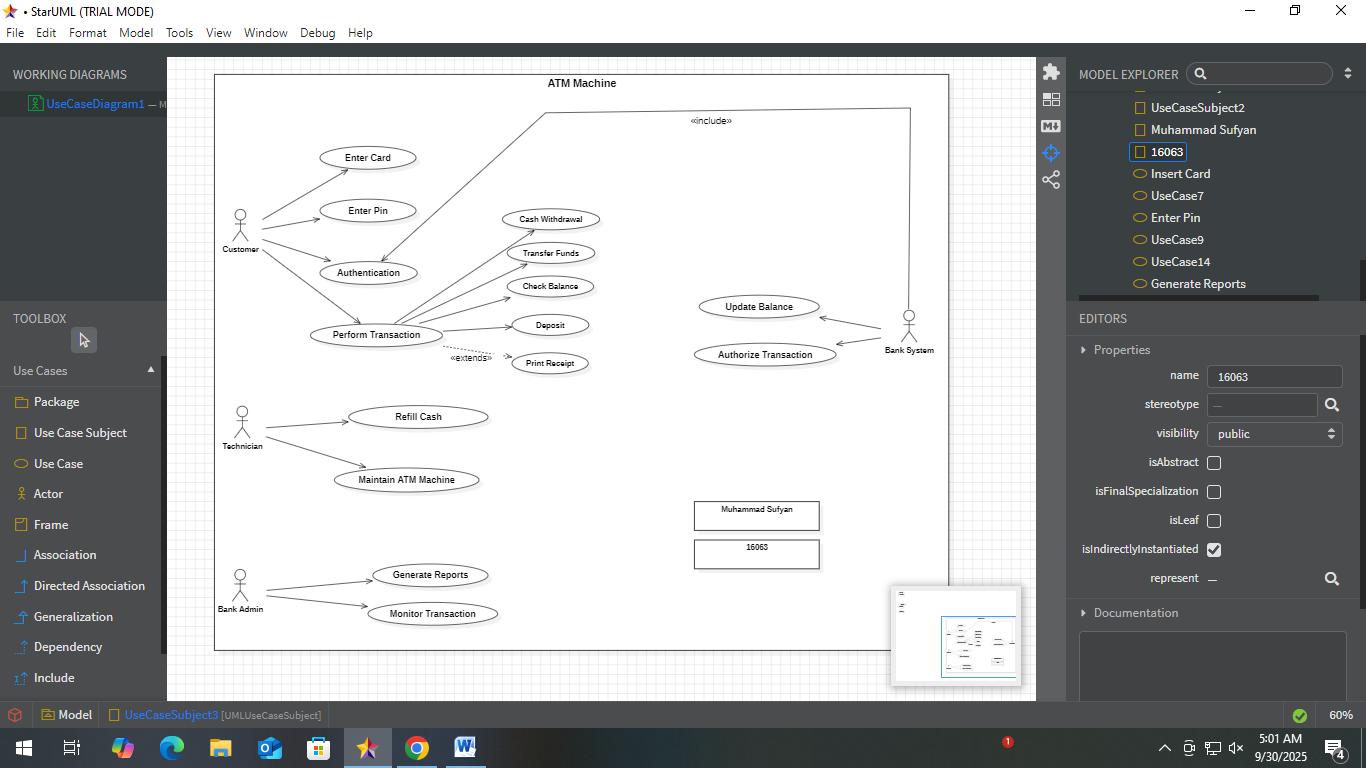 • StarUML (TRIAL MODE)
File Edit Format Model Tools View Window Debug Help
WORKING DIAGRAMS
UseCaseDiagram1 — M
TOOLBOX
Use Cases
Package
Use Case Subject
Use Case
Actor
Frame
Association
Directed Association
Generalization
Dependency
Include
ATM Machine
«include»
Enter Card
Enter Pin
Customer
Authentication
Perform Transaction
Cash Withdrawal
Transfer Funds
Check Balance
Deposit
«extends»
Print Receipt
Update Balance
Authorize Transaction
Bank System
Refill Cash
Technician
Maintain ATM Machine
Muhammad Sufyan
16063
Generate Reports
Bank Admin
Monitor Transaction
MODEL EXPLORER
UseCaseSubject2
Muhammad Sufyan
16063
Insert Card
UseCase7
Enter Pin
UseCase9
UseCase14
Generate Reports
EDITORS
Properties
name 16063
stereotype —
visibility public
isAbstract
isFinalSpecialization
isLeaf
isIndirectlyInstantiated
represent —
Documentation
Model UseCaseSubject3 [UMLUseCaseSubject]
60%
1
5:01 AM
9/30/2025
4